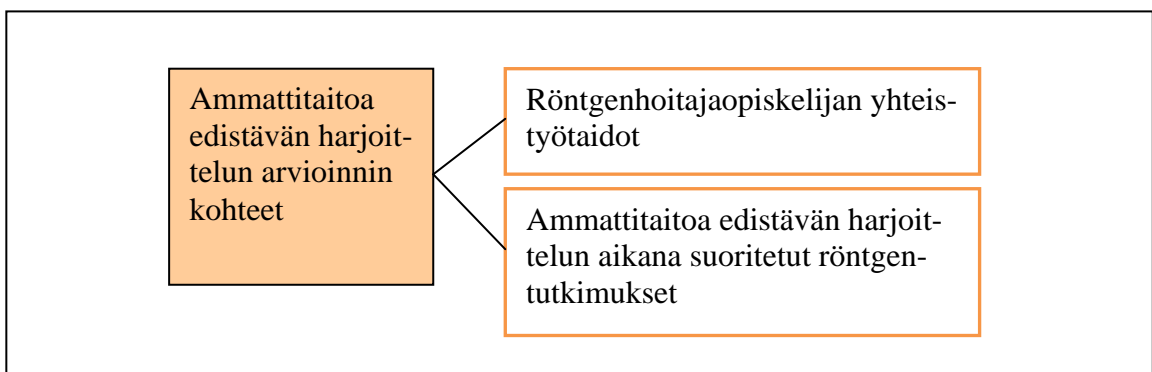 Ammattitaitoa
edistävän harjoit-
telun arvioinnin
kohteet
Röntgenhoitajaopiskelijan yhteis-
työtaidot
Ammattitaitoa edistävän harjoit-
telun aikana suoritetut röntgen-
tutkimukset